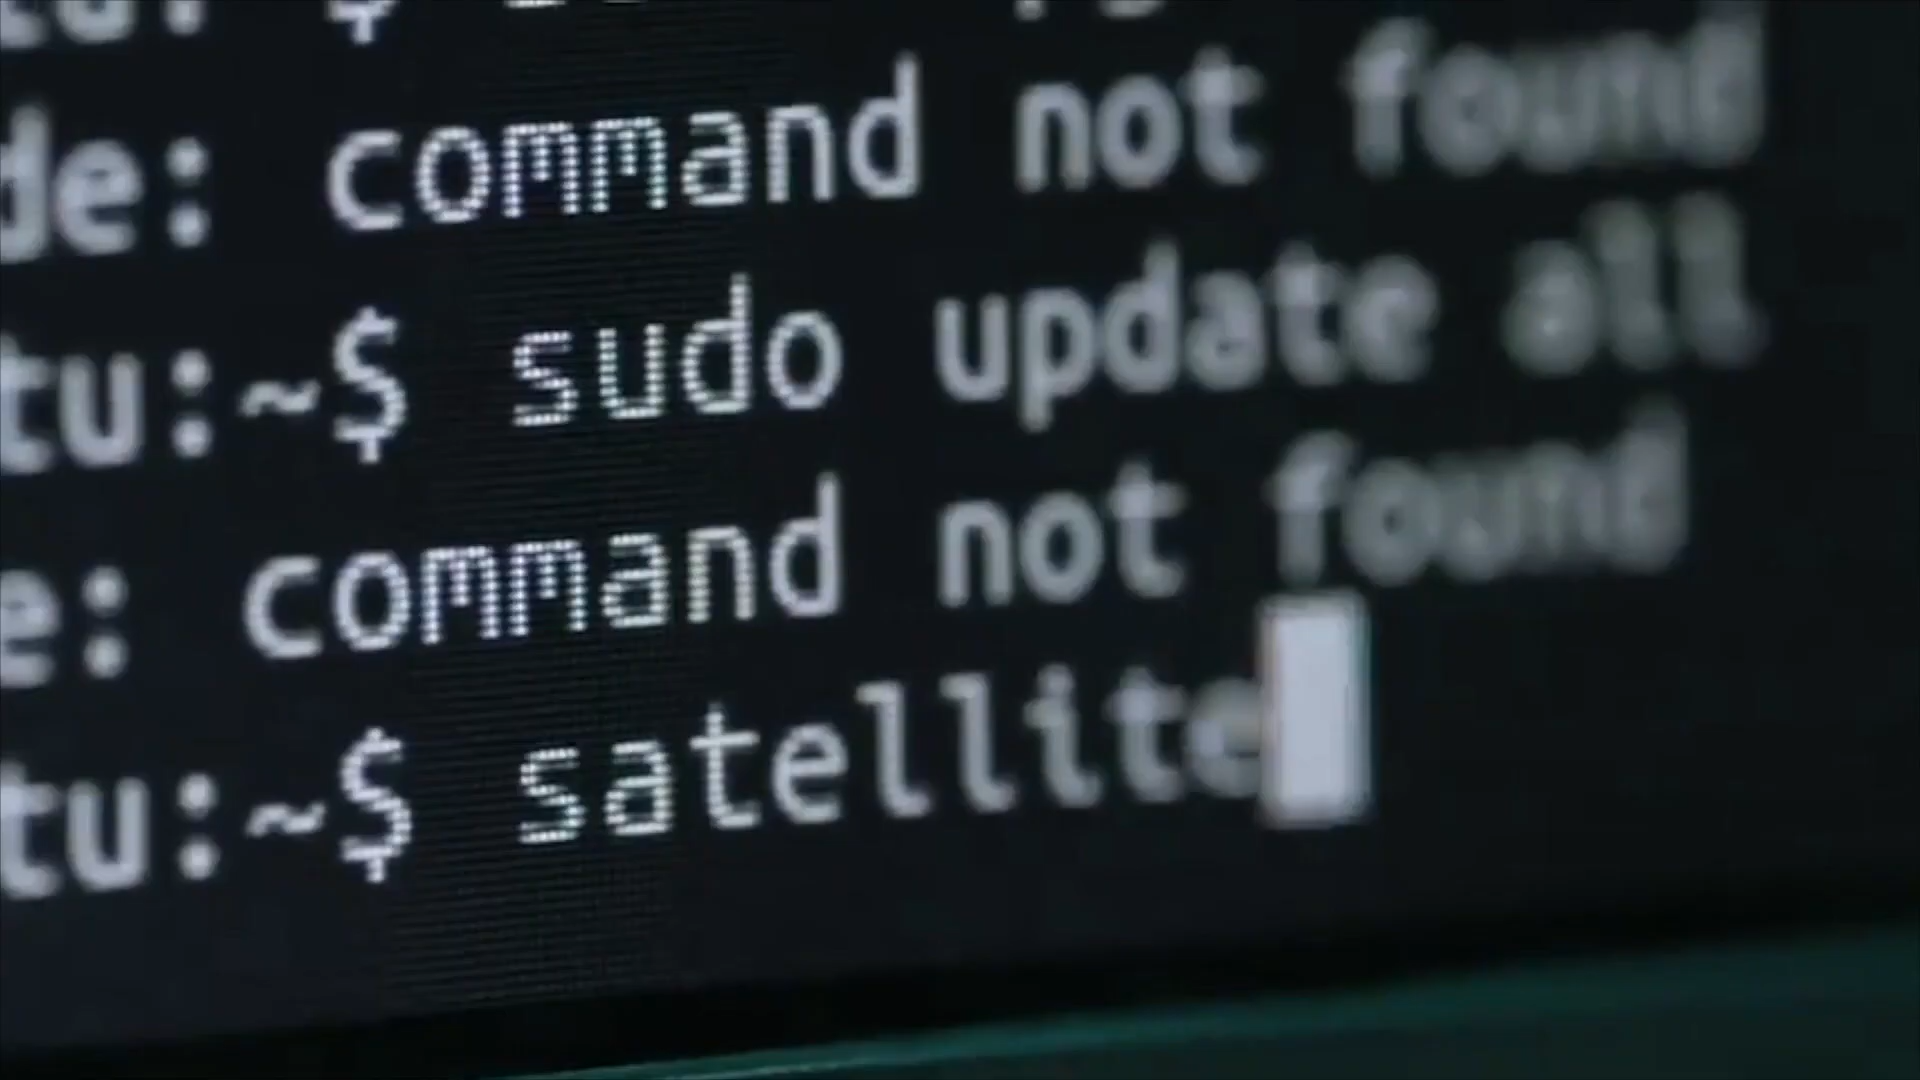 de: command not found
tu:~$ sudo update all
e: command not found
tu:~$ satellite